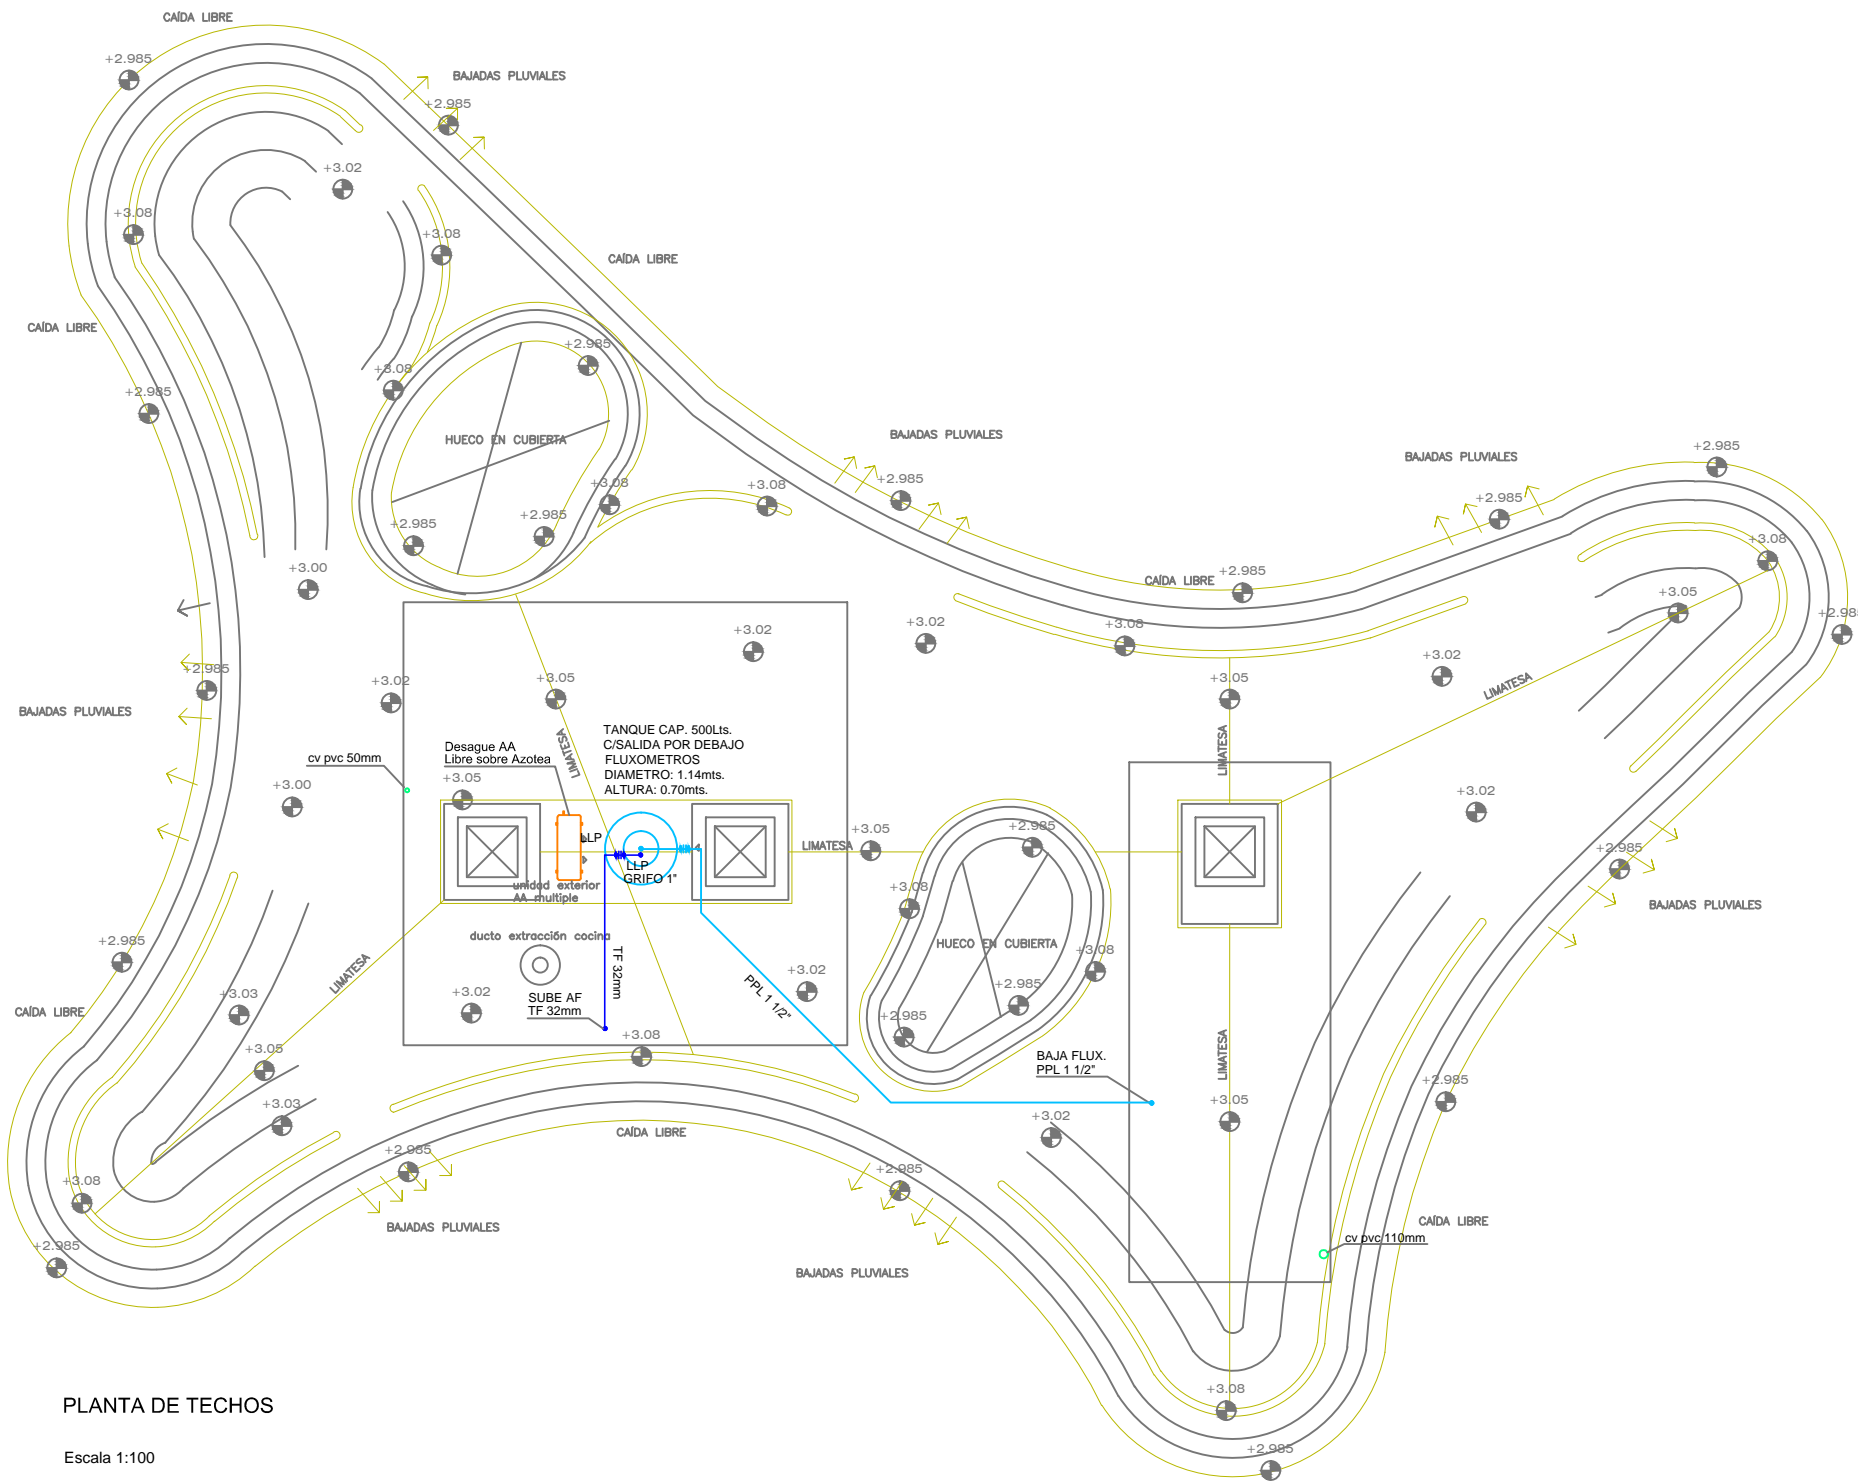 CAÍDA LIBRE
+2.985
BAJADAS PLUVIALES
+2.985
+3.02
+3.08
+3.08
CAÍDA LIBRE
CAÍDA LIBRE
+2.985
+3.08
+2.985
HUECO EN CUBIERTA
BAJADAS PLUVIALES
BAJADAS PLUVIALES
+2.985
+2.985
+3.08
+3.08
+2.985
+2.985
+2.985
+2.985
+3.08
+3.00
CAÍDA LIBRE
+2.985
+3.05
+2.985
+3.02
+3.02
+3.08
+3.02
+2.985
+3.02
+3.05
+3.05
LIMATESA
BAJADAS PLUVIALES
TANQUE CAP. 500Lts.
C/SALIDA POR DEBAJO
FLUXOMETROS
DIAMETRO: 1.14mts.
ALTURA: 0.70mts.
Desague AA
Libre sobre Azotea
cv pvc 50mm
LIMATESA
LIMATESA
+3.05
+3.00
+3.02
LLP
LIMATESA
+3.05
+2.985
+2.985
LLP
GRIFO 1"
unidad exterior
AA multiple
+3.08
BAJADAS PLUVIALES
ducto extracción cocina
HUECO EN CUBIERTA
+3.08
+2.985
LIMATESA
TF 32mm
PPL 1 1/2"
+3.02
+2.985
SUBE AF
TF 32mm
+3.03
+3.02
CAÍDA LIBRE
+2.985
+3.08
BAJA FLUX.
PPL 1 1/2"
LIMATESA
+3.05
+2.985
+3.03
+3.02
+3.05
CAÍDA LIBRE
+2.985
+2.985
+3.08
BAJADAS PLUVIALES
CAÍDA LIBRE
cv pvc 110mm
+2.985
BAJADAS PLUVIALES
+3.08
PLANTA DE TECHOS
+2.985
Escala 1:100